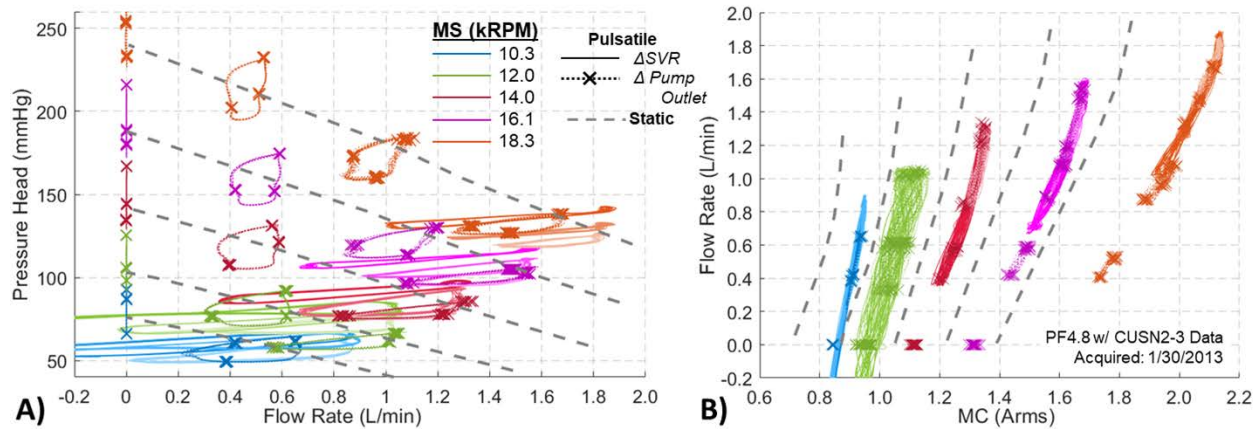 260
250
200
150
100
50
Pressure Head (mmHg)
-0.2 0 0.2 0.4 0.6 0.8 1.0 1.2 1.4 1.6 1.8 2.0
Flow Rate (L/min)
A)
MS (kRPM)
10.3
12.0
14.0
16.1
18.3
Pulsatile
ΔSVR
Δ Pump
Outlet
Static
2.0
1.8
1.6
1.4
1.2
1.0
0.8
0.6
0.4
0.2
0.0
-0.2
Flow Rate (L/min)
PF4.8 w/ CUSN2-3 Data
Acquired: 1/30/2013
0.6 0.8 1.0 1.2 1.4 1.6 1.8 2.0 2.2
MC (Arms)
B)